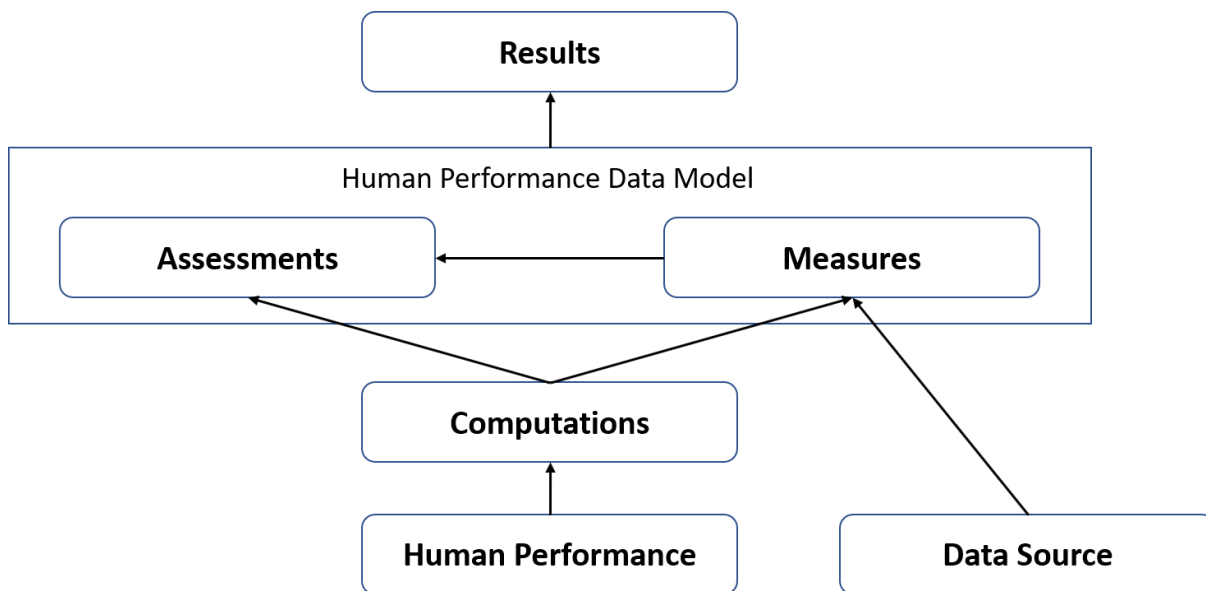 Results
Human Performance Data Model
Assessments
Measures
Computations
Human Performance
Data Source